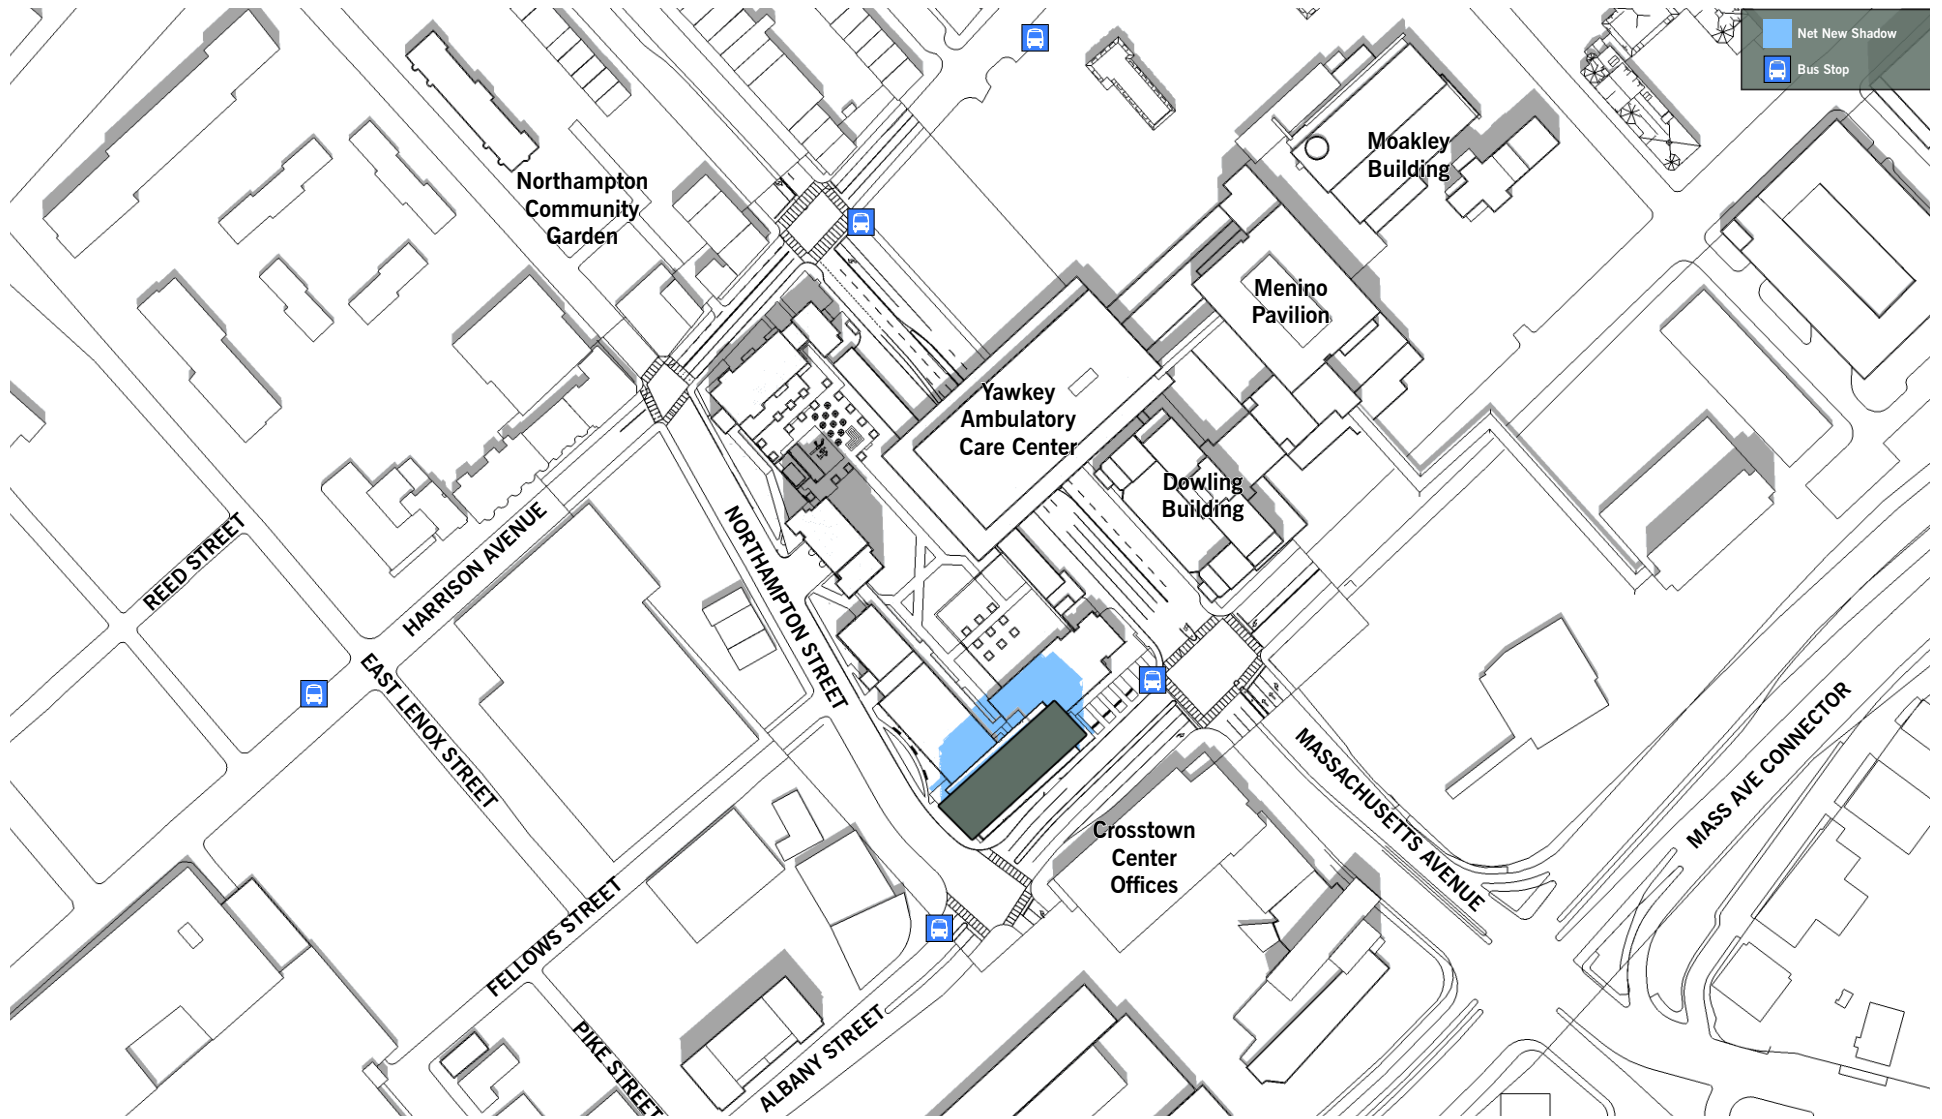 Net New Shadow
Bus Stop
Moakley
Building
Northampton
Community
Garden
Menino
Pavilion
Yawkey
Ambulatory
Care Center
Dowling
Building
REED STREET
HARRISON AVENUE
NORTHAMPTON STREET
EAST LENOX STREET
MASSACHUSETTS AVENUE
MASS AVE CONNECTOR
Crosstown
Center
Offices
FELLOWS STREET
PIKE STREET
ALBANY STREET